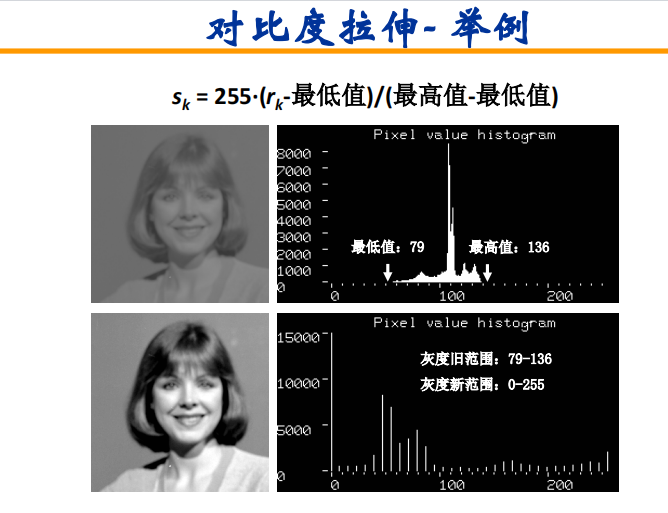 对比度拉伸- 举例
sk = 255·(rk-最低值)/(最高值-最低值)
Pixel value histogram
8000
7000
6000
5000
4000
3000
2000
1000
0
最低值：79
最高值：136
0 100 200
Pixel value histogram
15000
10000
5000
0
灰度旧范围：79-136
灰度新范围：0-255
0 100 200